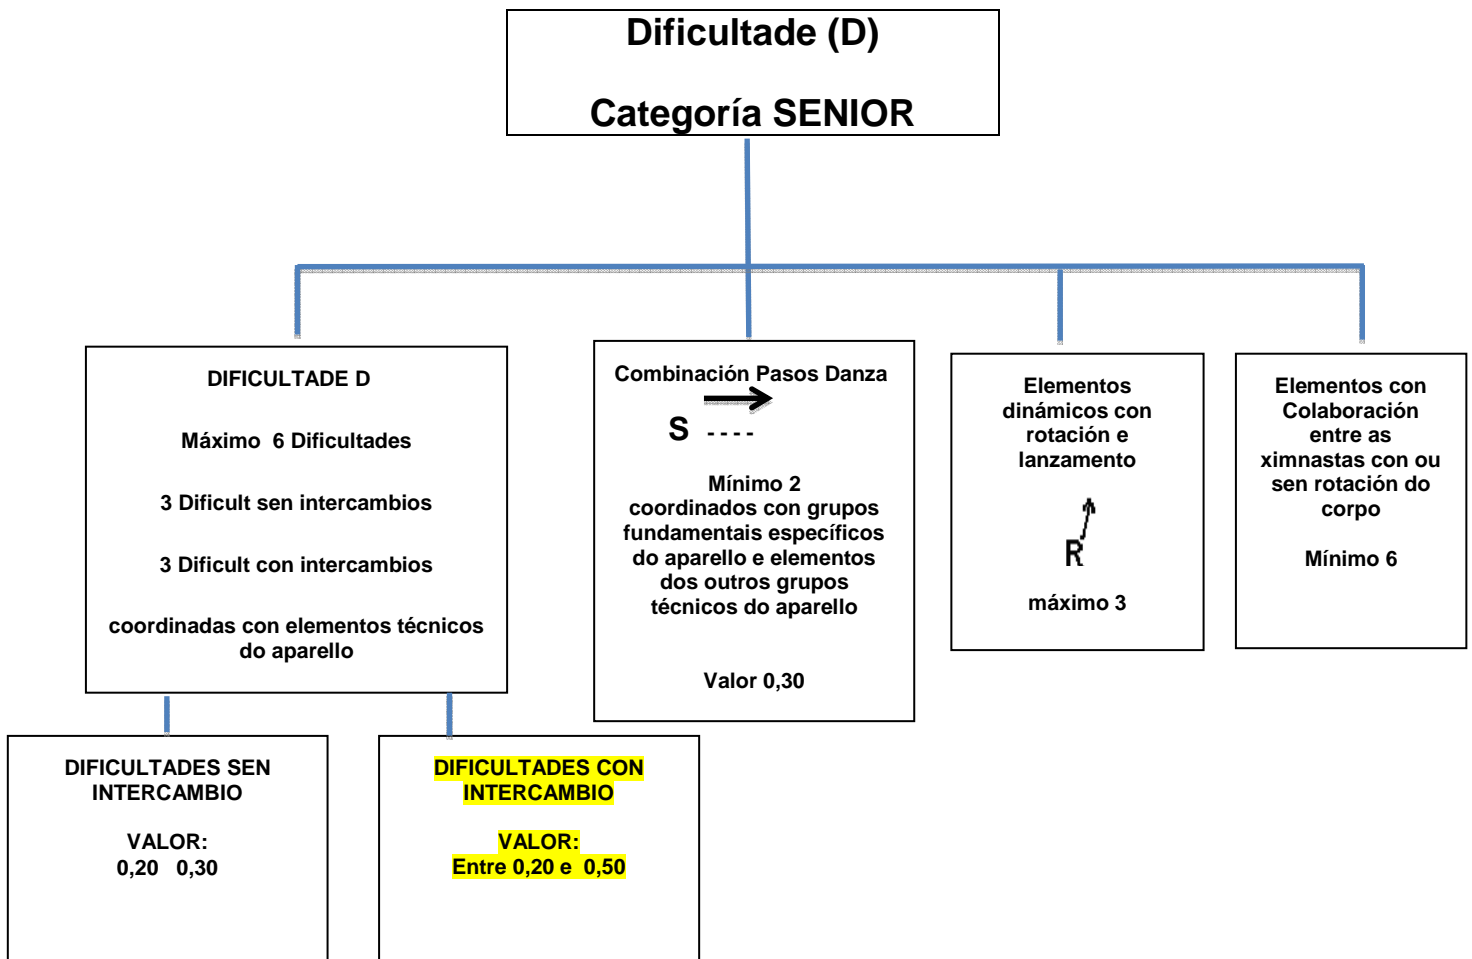 Dificultade (D)
Categoría SENIOR
DIFICULTADE D
Máximo 6 Dificultades
3 Dificult sen intercambios
3 Dificult con intercambios
coordinadas con elementos técnicos
do aparello
Combinación Pasos Danza
S ----
Mínimo 2
coordinados con grupos
fundamentais específicos
do aparello e elementos
dos outros grupos
técnicos do aparello
Valor 0,30
Elementos
dinámicos con
rotación e
lanzamento
R
máximo 3
Elementos con
Colaboración
entre as
ximnastas con ou
sen rotación do
corpo
Mínimo 6
DIFICULTADES SEN
INTERCAMBIO
VALOR:
0,20 0,30
DIFICULTADES CON
INTERCAMBIO
VALOR:
Entre 0,20 e 0,50